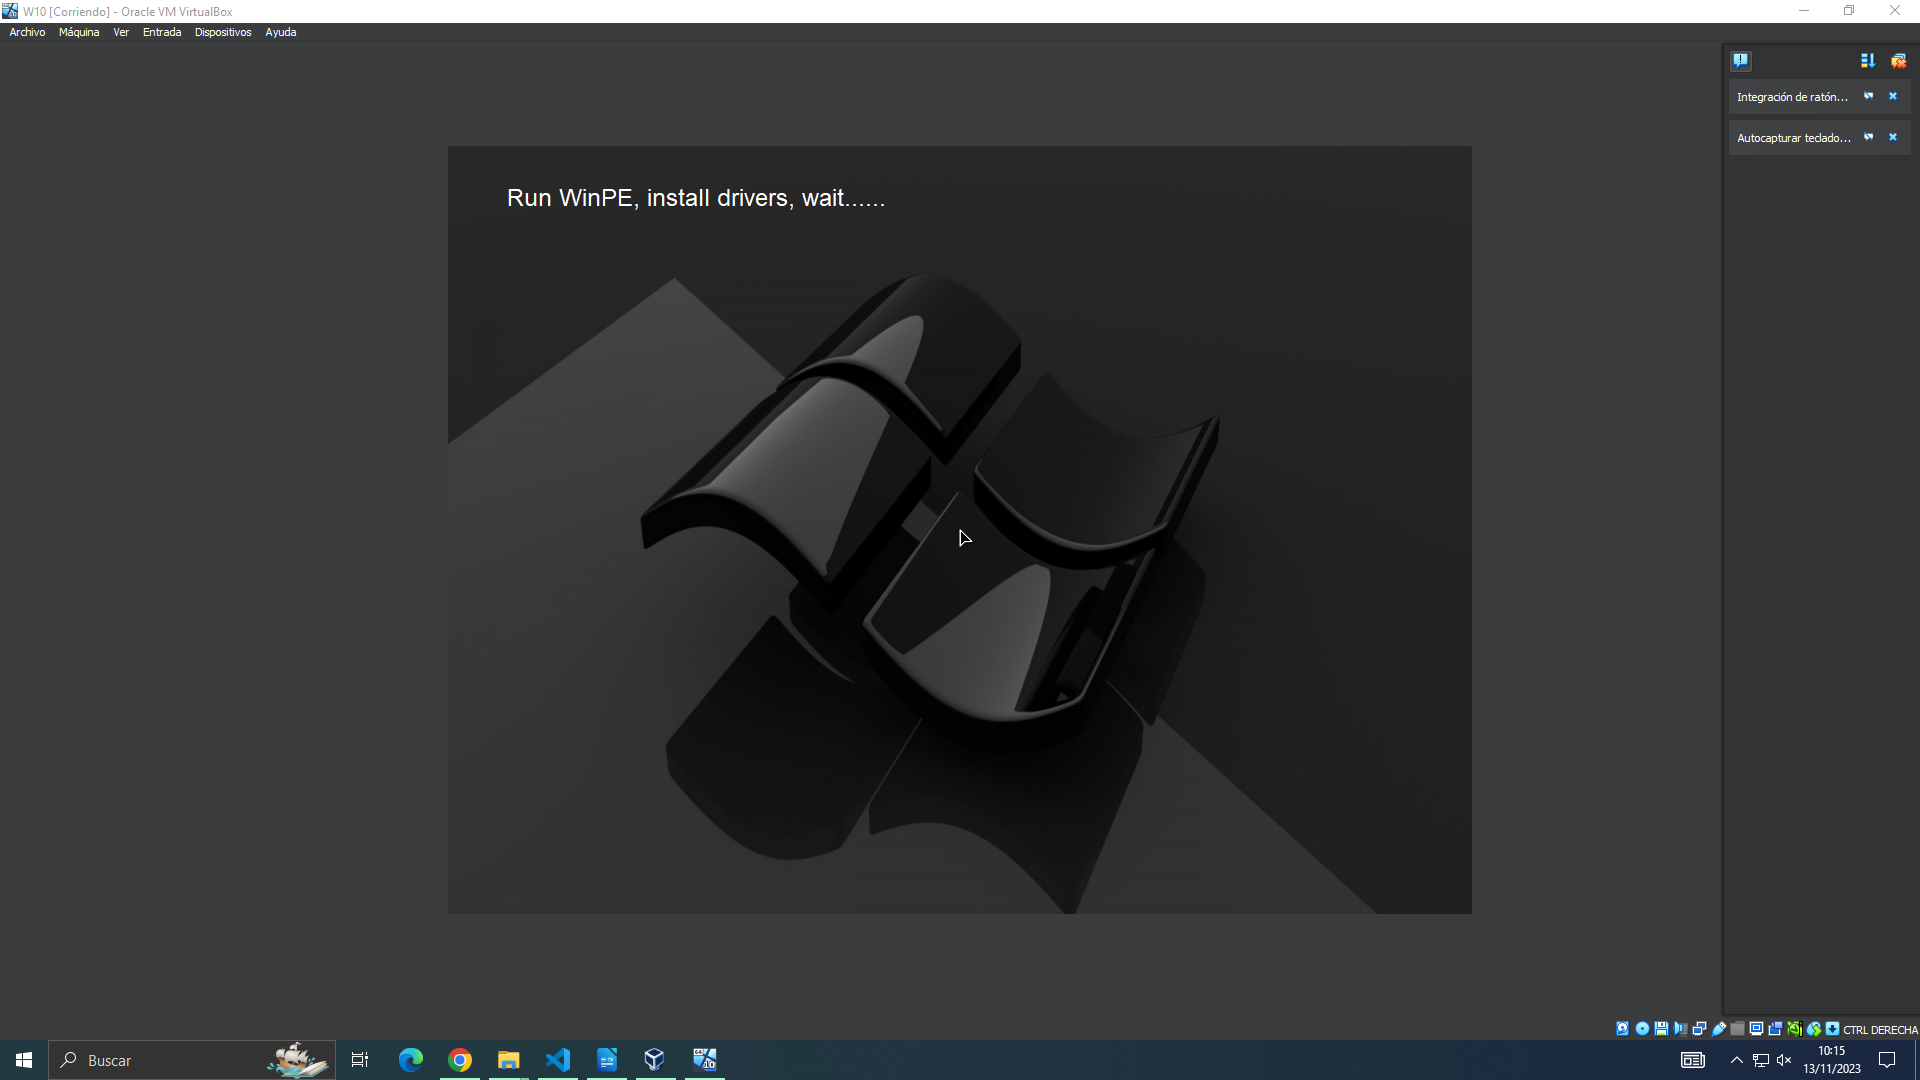 W10 [Corriendo] - Oracle VM VirtualBox
Archivo Máquina Ver Entrada Dispositivos Ayuda
Integración de ratón...
Autocapturar teclado...
Run WinPE, install drivers, wait......
CTRL DERECHA
Buscar
10
10:15
13/11/2023